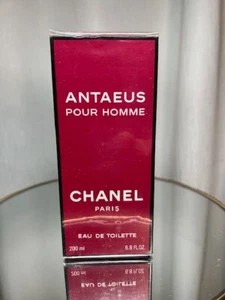 ANTAEUS
POUR HOMME
CHANEL
PARIS
EAU DE TOILETTE
200 ml 6.8 FL.OZ